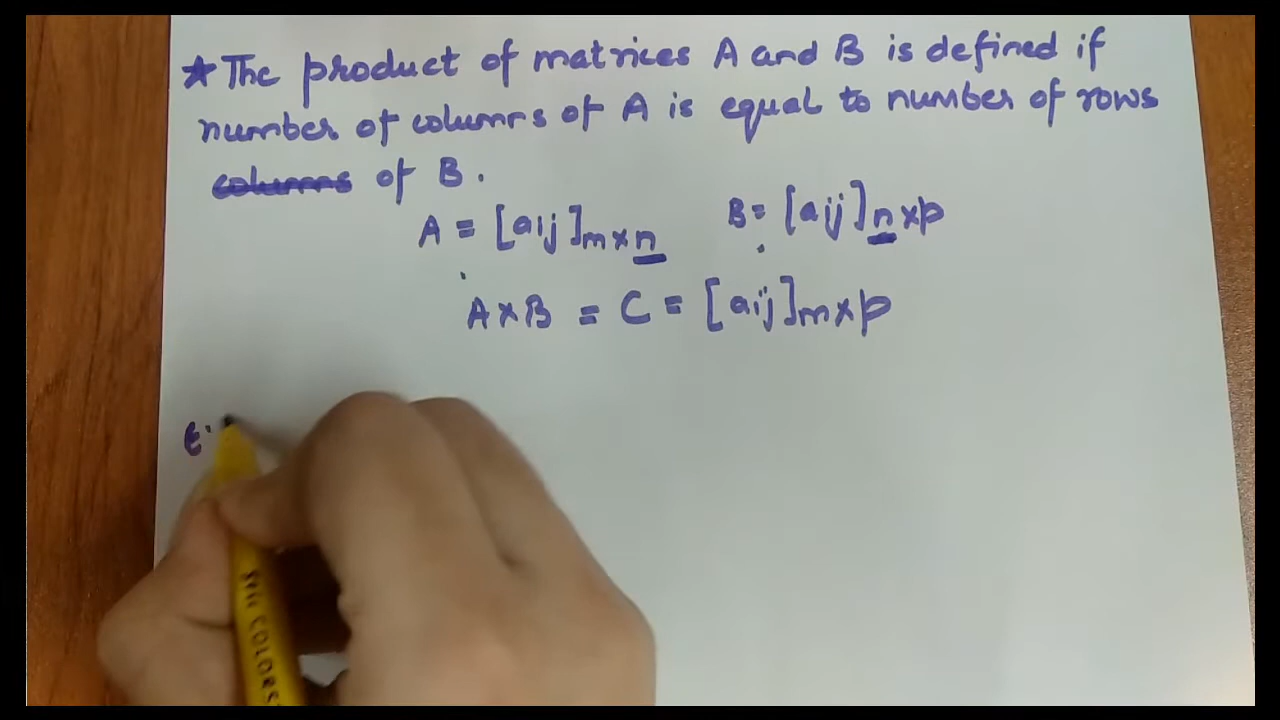 ★ The product of matrices A and B is defined if
number of columns of A is equal to number of rows
columns of B.
A = [aij]m×n B = [aij]n×p
A×B = C = [aij]m×p